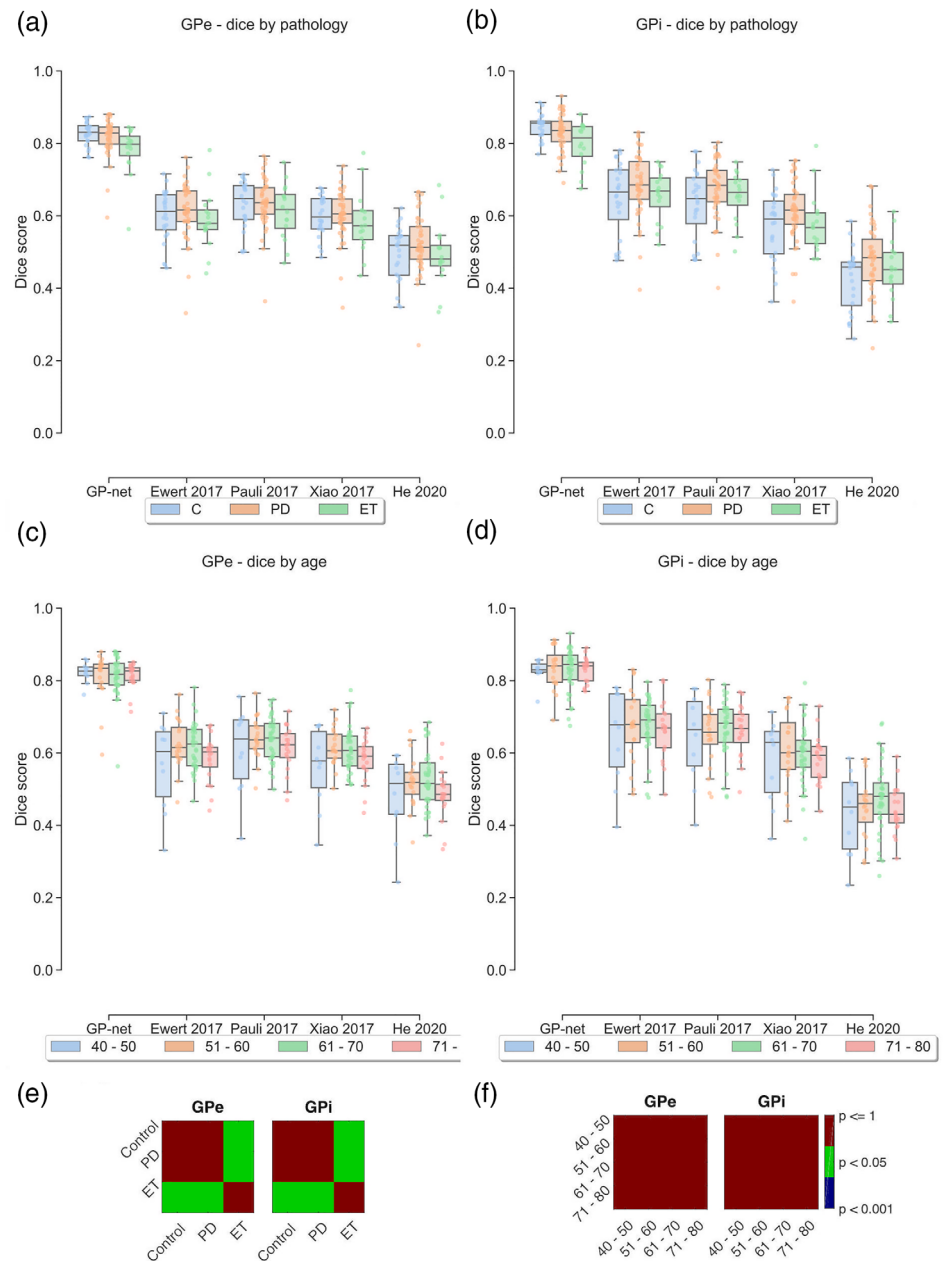 (a)
GPe - dice by pathology
1.0
0.8
0.6
0.4
0.2
0.0
Dice score
GP-net Ewert 2017 Pauli 2017 Xiao 2017 He 2020
C PD ET
(b)
GPi - dice by pathology
1.0
0.8
0.6
0.4
0.2
0.0
Dice score
GP-net Ewert 2017 Pauli 2017 Xiao 2017 He 2020
C PD ET
(c)
GPe - dice by age
1.0
0.8
0.6
0.4
0.2
0.0
Dice score
GP-net Ewert 2017 Pauli 2017 Xiao 2017 He 2020
40 - 50 51 - 60 61 - 70 71 -
(d)
GPi - dice by age
1.0
0.8
0.6
0.4
0.2
0.0
Dice score
GP-net Ewert 2017 Pauli 2017 Xiao 2017 He 2020
40 - 50 51 - 60 61 - 70 71 - 80
(e)
GPe GPi
Control
PD
ET
Control PD ET Control PD ET
(f)
GPe GPi
40 - 50
51 - 60
61 - 70
71 - 80
40 - 50 51 - 60 61 - 70 71 - 80 40 - 50 51 - 60 61 - 70 71 - 80
p <= 1
p < 0.05
p < 0.001